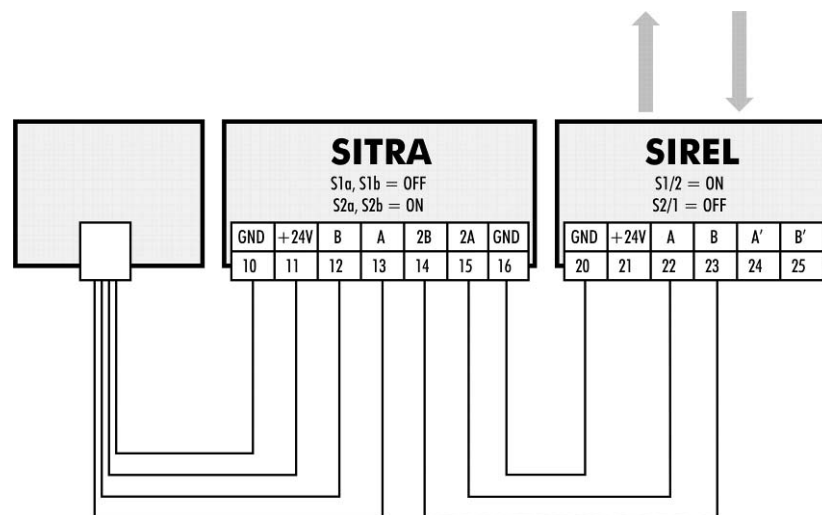 SITRA
S1a, S1b = OFF
S2a, S2b = ON
GND +24V B A 2B 2A GND
10 11 12 13 14 15 16
SIREL
S1/2 = ON
S2/1 = OFF
GND +24V A B A' B'
20 21 22 23 24 25